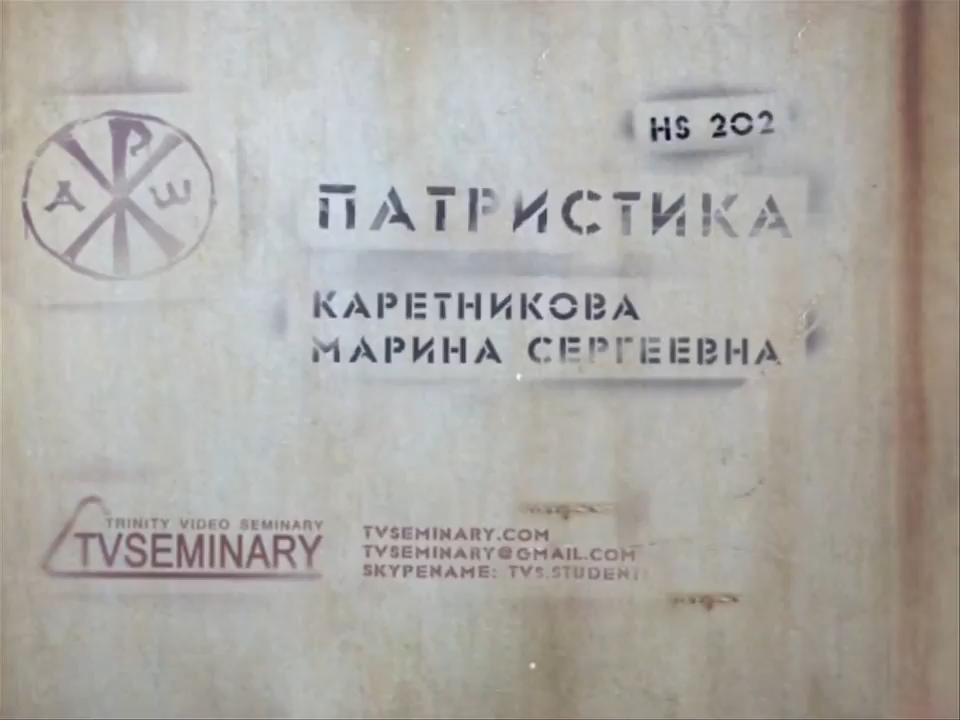 HS 202
ПАТРИСТИКА
КАРЕТНИКОВА
МАРИНА СЕРГЕЕВНА
Α Ρ Ω
TRINITY VIDEO SEMINARY
TVSEMINARY
TVSEMINARY.COM
TVSEMINARY@GMAIL.COM
SKYPENAME: TVS.STUDENT